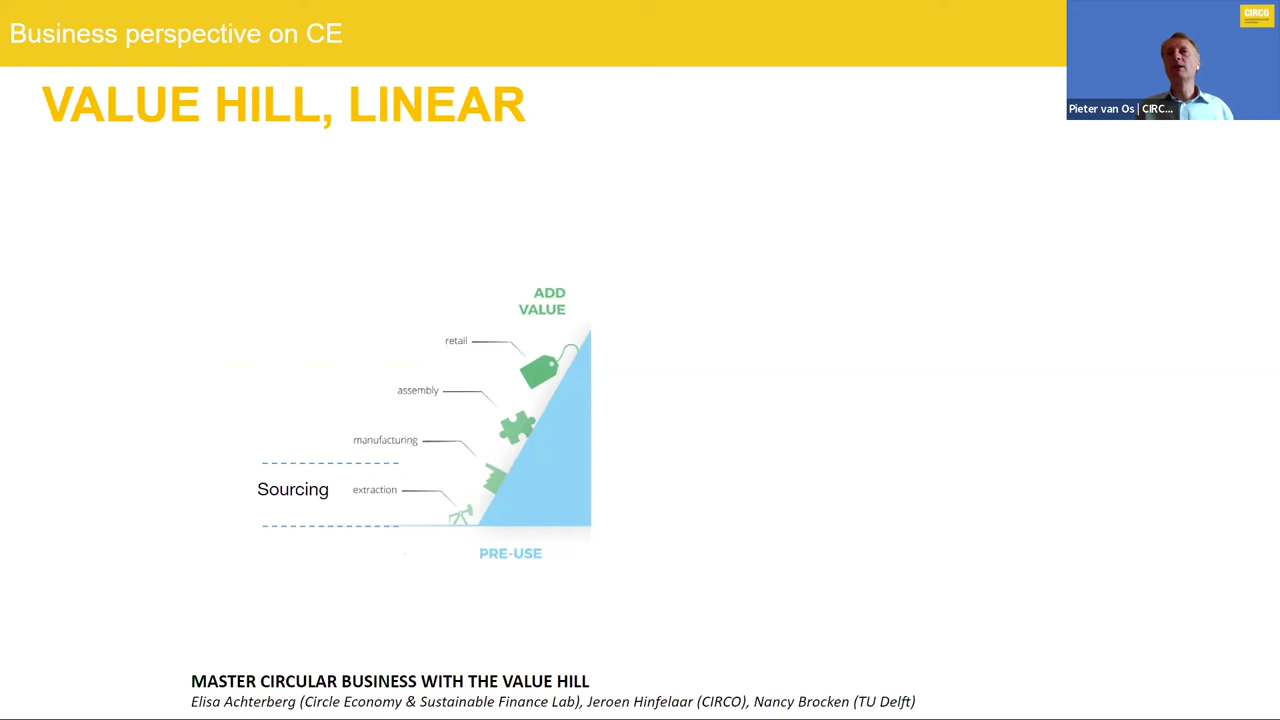 Business perspective on CE
CIRCO
VALUE HILL, LINEAR
Pieter van Os | CIRC...
ADD
VALUE
retail
assembly
manufacturing
Sourcing
extraction
PRE-USE
MASTER CIRCULAR BUSINESS WITH THE VALUE HILL
Elisa Achterberg (Circle Economy & Sustainable Finance Lab), Jeroen Hinfelaar (CIRCO), Nancy Brocken (TU Delft)